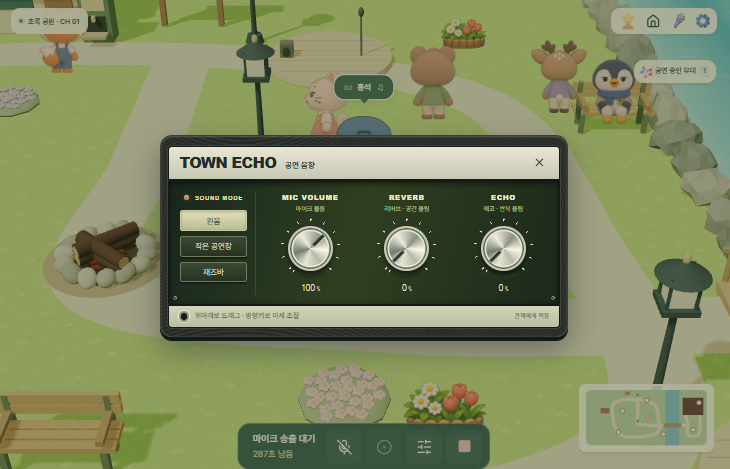 초록 공원 · CH 01
공연 중인 무대 1
홍석
TOWN ECHO 공연 음향
SOUND MODE
원음
작은 공연장
재즈바
MIC VOLUME
마이크 볼륨
100%
REVERB
리버브 · 공간 울림
0%
ECHO
에코 · 반복 울림
0%
위아래로 드래그 · 방향키로 미세 조절
관객에게 적용
마이크 송출 대기
287초 남음